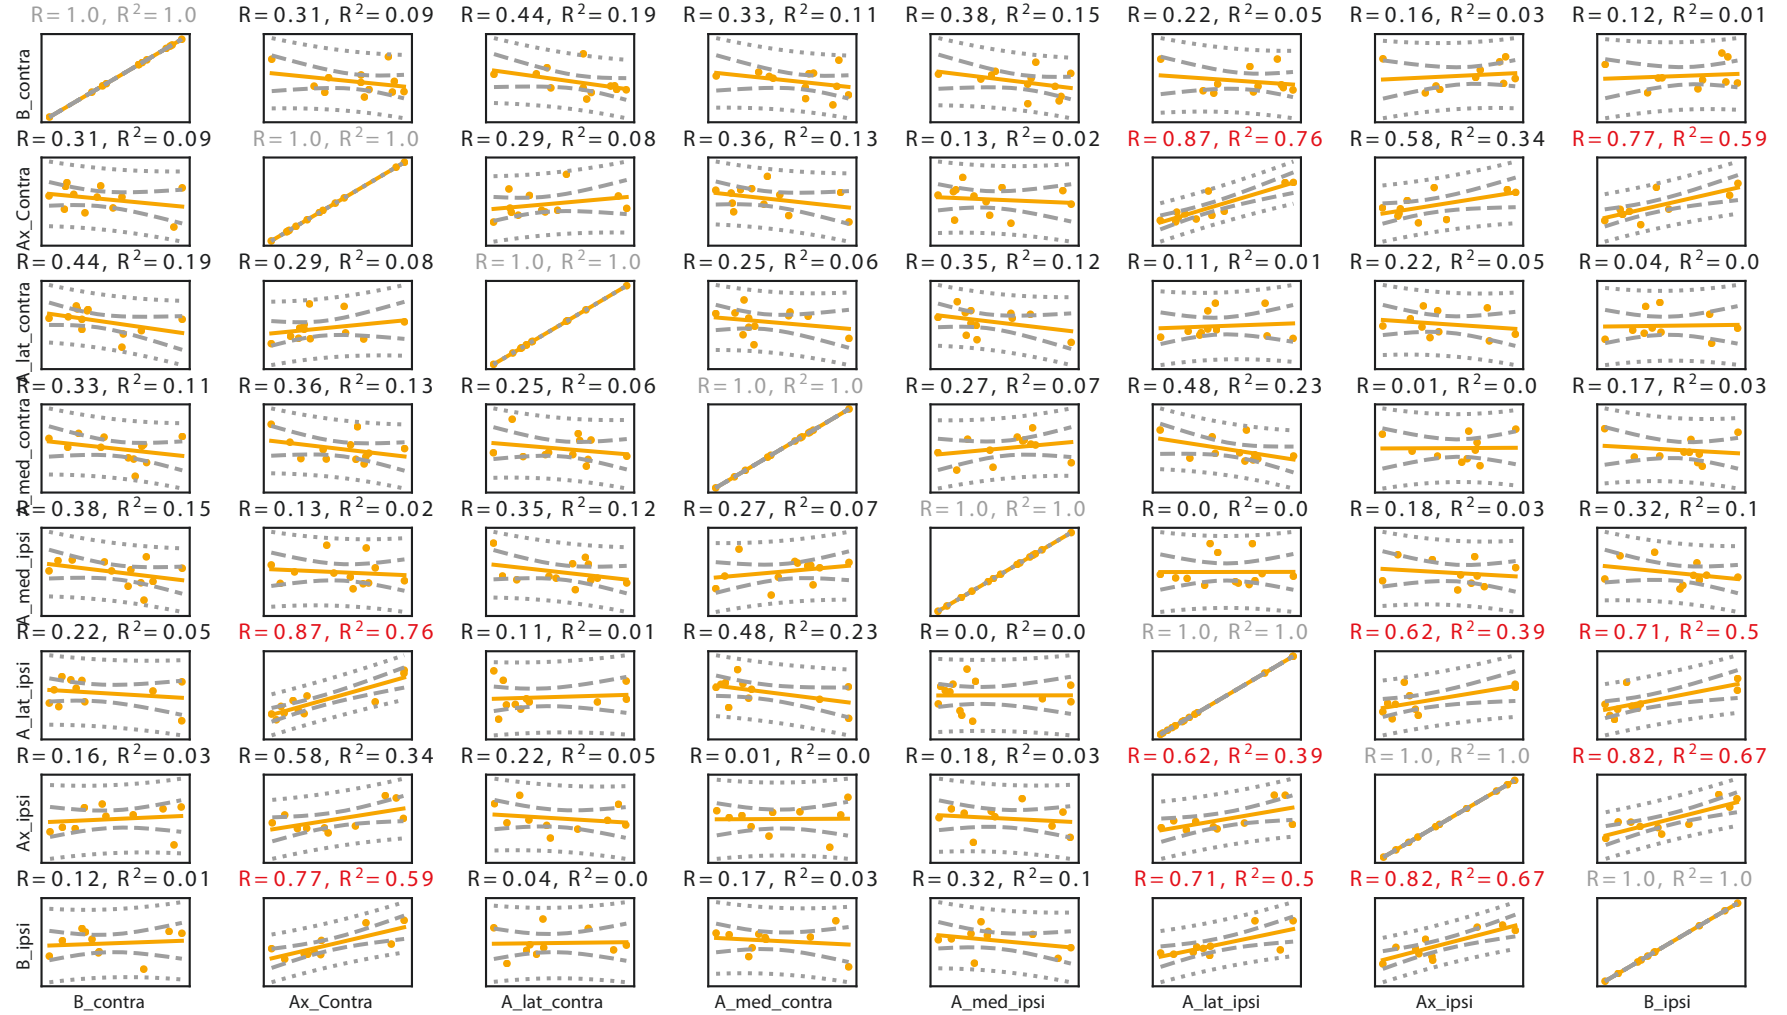 R=1.0, R²=1.0 R=0.31, R²=0.09 R=0.44, R²=0.19 R=0.33, R²=0.11 R=0.38, R²=0.15 R=0.22, R²=0.05 R=0.16, R²=0.03 R=0.12, R²=0.01
B_contra
R=0.31, R²=0.09 R=1.0, R²=1.0 R=0.29, R²=0.08 R=0.36, R²=0.13 R=0.13, R²=0.02 R=0.87, R²=0.76 R=0.58, R²=0.34 R=0.77, R²=0.59
Ax_Contra
R=0.44, R²=0.19 R=0.29, R²=0.08 R=1.0, R²=1.0 R=0.25, R²=0.06 R=0.35, R²=0.12 R=0.11, R²=0.01 R=0.22, R²=0.05 R=0.04, R²=0.0
A_lat_contra
R=0.33, R²=0.11 R=0.36, R²=0.13 R=0.25, R²=0.06 R=1.0, R²=1.0 R=0.27, R²=0.07 R=0.48, R²=0.23 R=0.01, R²=0.0 R=0.17, R²=0.03
A_med_contra
R=0.38, R²=0.15 R=0.13, R²=0.02 R=0.35, R²=0.12 R=0.27, R²=0.07 R=1.0, R²=1.0 R=0.0, R²=0.0 R=0.18, R²=0.03 R=0.32, R²=0.1
A_med_ipsi
R=0.22, R²=0.05 R=0.87, R²=0.76 R=0.11, R²=0.01 R=0.48, R²=0.23 R=0.0, R²=0.0 R=1.0, R²=1.0 R=0.62, R²=0.39 R=0.71, R²=0.5
A_lat_ipsi
R=0.16, R²=0.03 R=0.58, R²=0.34 R=0.22, R²=0.05 R=0.01, R²=0.0 R=0.18, R²=0.03 R=0.62, R²=0.39 R=1.0, R²=1.0 R=0.82, R²=0.67
Ax_ipsi
R=0.12, R²=0.01 R=0.77, R²=0.59 R=0.04, R²=0.0 R=0.17, R²=0.03 R=0.32, R²=0.1 R=0.71, R²=0.5 R=0.82, R²=0.67 R=1.0, R²=1.0
B_ipsi
B_contra Ax_Contra A_lat_contra A_med_contra A_med_ipsi A_lat_ipsi Ax_ipsi B_ipsi